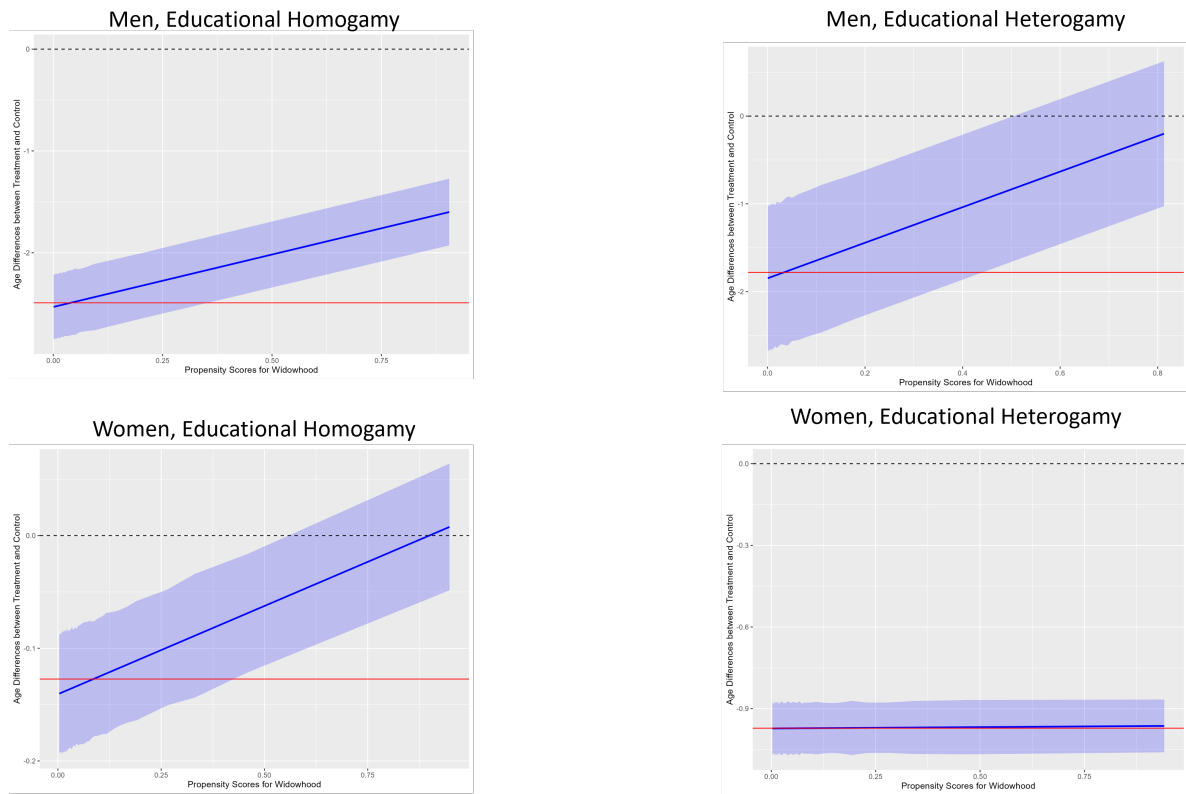 Men, Educational Homogamy
Age Differences between Treatment and Control
0
-1
-2
0.00 0.25 0.50 0.75
Propensity Scores for Widowhood
Men, Educational Heterogamy
Age Differences between Treatment and Control
0
-1
-2
0.0 0.2 0.4 0.6 0.8
Propensity Scores for Widowhood
Women, Educational Homogamy
Age Differences between Treatment and Control
0.0
-0.1
-0.2
0.00 0.25 0.50 0.75
Propensity Scores for Widowhood
Women, Educational Heterogamy
Age Differences between Treatment and Control
0.0
-0.3
-0.6
-0.9
0.00 0.25 0.50 0.75
Propensity Scores for Widowhood